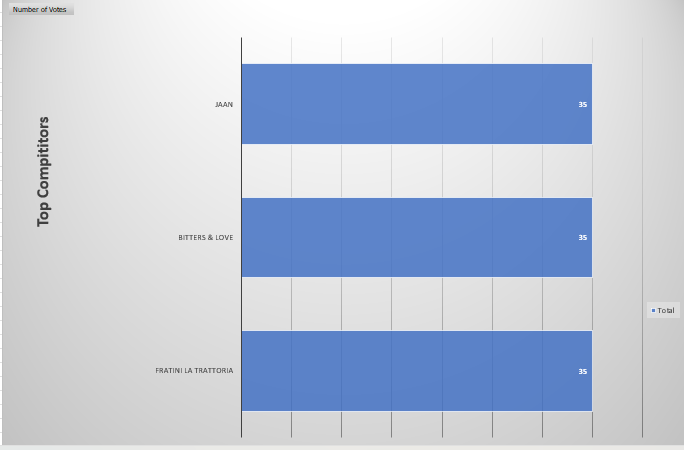 Number of Votes
Top Compititors
JAAN
35
BITTERS & LOVE
35
FRATINI LA TRATTORIA
35
Total